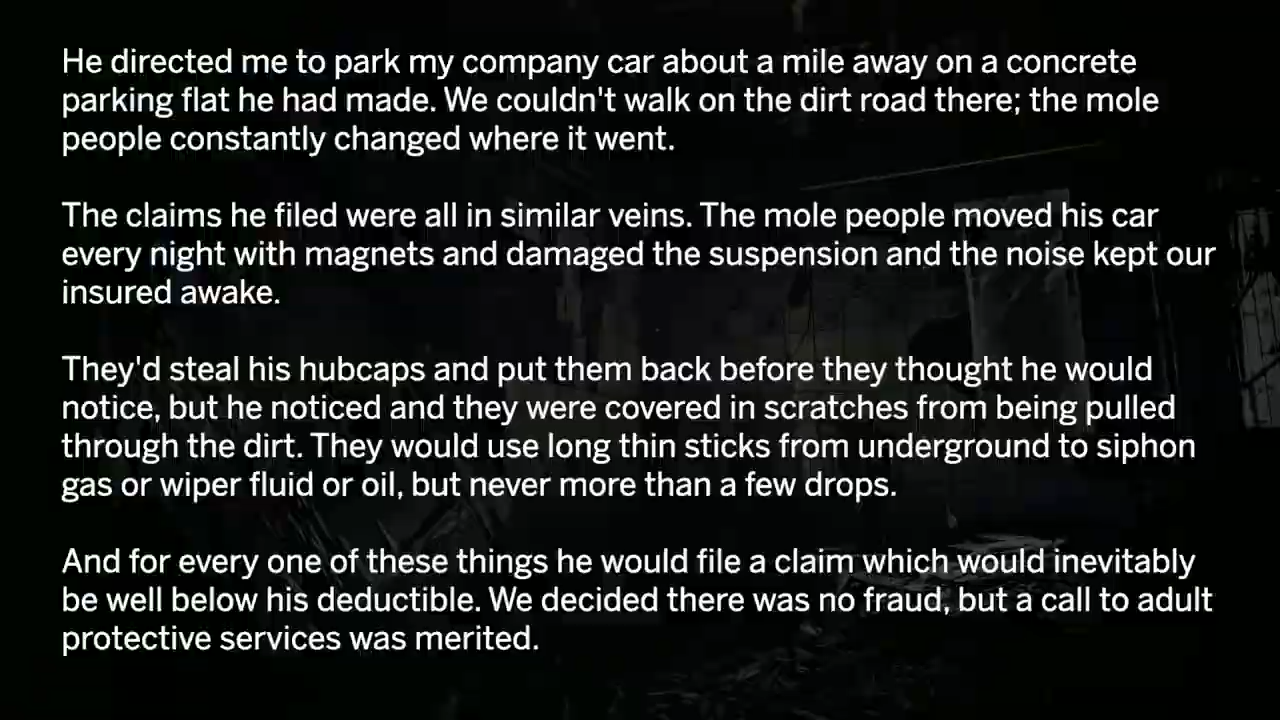 He directed me to park my company car about a mile away on a concrete
parking flat he had made. We couldn't walk on the dirt road there; the mole
people constantly changed where it went.
The claims he filed were all in similar veins. The mole people moved his car
every night with magnets and damaged the suspension and the noise kept our
insured awake.
They'd steal his hubcaps and put them back before they thought he would
notice, but he noticed and they were covered in scratches from being pulled
through the dirt. They would use long thin sticks from underground to siphon
gas or wiper fluid or oil, but never more than a few drops.
And for every one of these things he would file a claim which would inevitably
be well below his deductible. We decided there was no fraud, but a call to adult
protective services was merited.